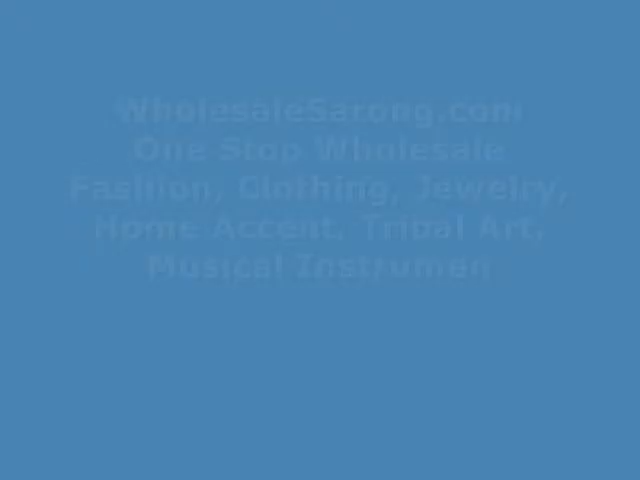 WholesaleSarong.com
One Stop Wholesale
Fashion, Clothing, Jewelry,
Home Accent, Tribal Art,
Musical Instrumen